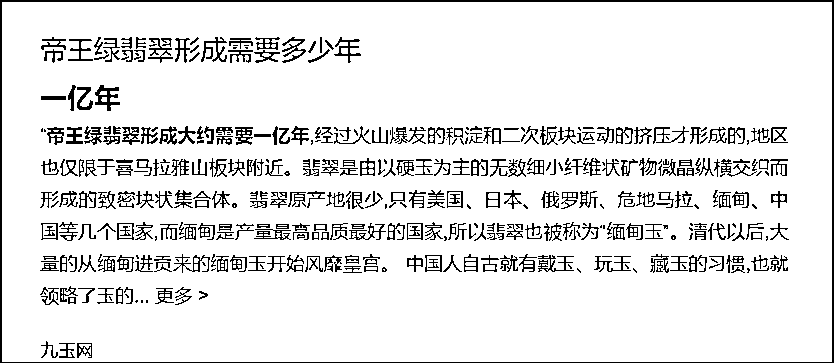 帝王绿翡翠形成需要多少年
一亿年
“帝王绿翡翠形成大约需要一亿年,经过火山爆发的积淀和二次板块运动的挤压才形成的,地区
也仅限于喜马拉雅山板块附近。翡翠是由以硬玉为主的无数细小纤维状矿物微晶纵横交织而
形成的致密块状集合体。翡翠原产地很少,只有美国、日本、俄罗斯、危地马拉、缅甸、中
国等几个国家,而缅甸是产量最高品质最好的国家,所以翡翠也被称为“缅甸玉”。清代以后,大
量的从缅甸进贡来的缅甸玉开始风靡皇宫。 中国人自古就有戴玉、玩玉、藏玉的习惯,也就
领略了玉的... 更多 >
九玉网